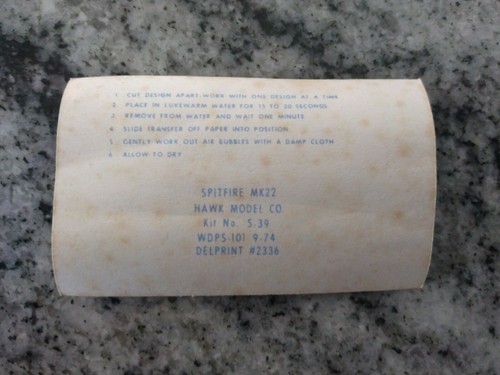 1. CUT DESIGN APART-WORK WITH ONE DESIGN AT A TIME
2. PLACE IN LUKEWARM WATER FOR 15 TO 20 SECONDS
3. REMOVE FROM WATER AND WAIT ONE MINUTE
4. SLIDE TRANSFER OFF PAPER INTO POSITION
5. GENTLY WORK OUT AIR BUBBLES WITH A DAMP CLOTH
6. ALLOW TO DRY
SPITFIRE MK22
HAWK MODEL CO
Kit No. 5-39
WDPS-101 9-74
DELPRINT #2336